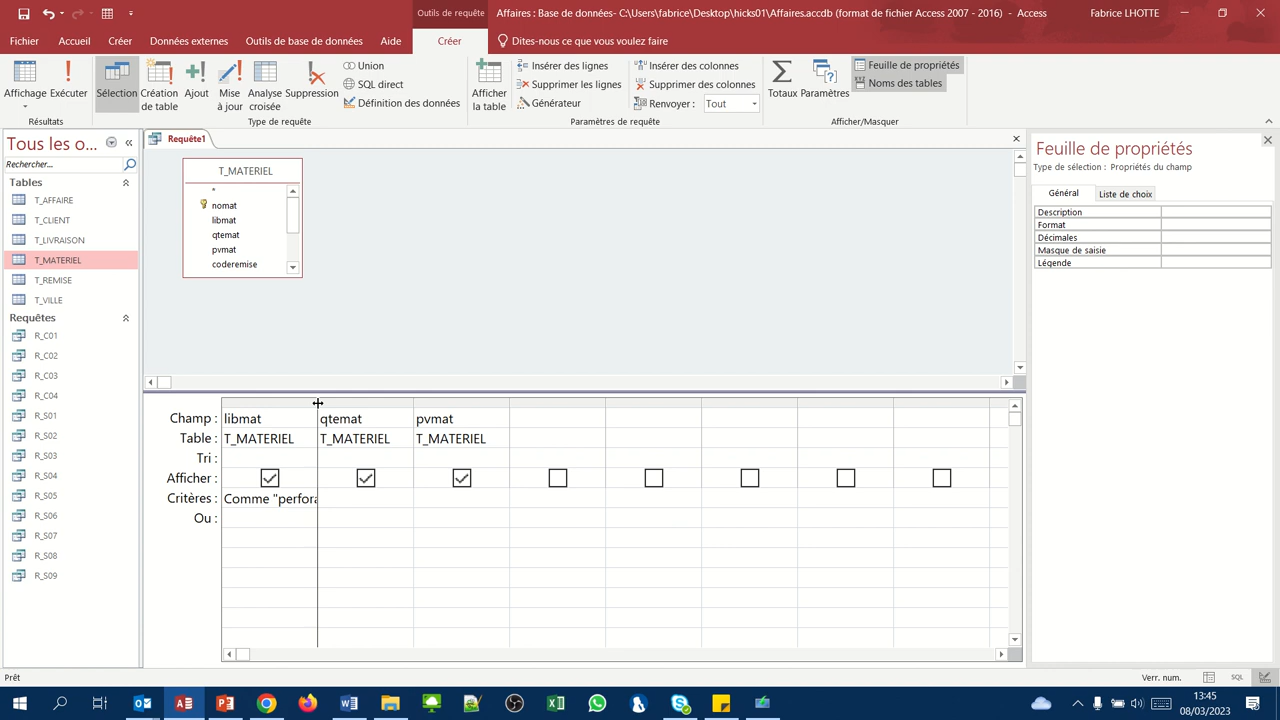 Outils de requête
Affaires : Base de données- C:\Users\fabrice\Desktop\hicks01\Affaires.accdb (format de fichier Access 2007 - 2016) - Access
Fabrice LHOTTE
Fichier
Accueil
Créer
Données externes
Outils de base de données
Aide
Créer
Dites-nous ce que vous voulez faire
Affichage
Exécuter
Résultats
Sélection
Création de table
Ajout
Mise à jour
Analyse croisée
Suppression
Union
SQL direct
Définition des données
Type de requête
Afficher la table
Insérer des lignes
Supprimer les lignes
Générateur
Insérer des colonnes
Supprimer des colonnes
Renvoyer : Tout
Paramètres de requête
Totaux
Paramètres
Feuille de propriétés
Noms des tables
Afficher/Masquer
Tous les o...
Rechercher...
Tables
T_AFFAIRE
T_CLIENT
T_LIVRAISON
T_MATERIEL
T_REMISE
T_VILLE
Requêtes
R_C01
R_C02
R_C03
R_C04
R_S01
R_S02
R_S03
R_S04
R_S05
R_S06
R_S07
R_S08
R_S09
Requête1
T_MATERIEL
*
nomat
libmat
qtemat
pvmat
coderemise
Champ : libmat qtemat pvmat
Table : T_MATERIEL T_MATERIEL T_MATERIEL
Tri :
Afficher :
Critères : Comme "perfora
Ou :
Feuille de propriétés
Type de sélection : Propriétés du champ
Général
Liste de choix
Description
Format
Décimales
Masque de saisie
Légende
Prêt
Verr. num.
SQL
13:45
08/03/2023